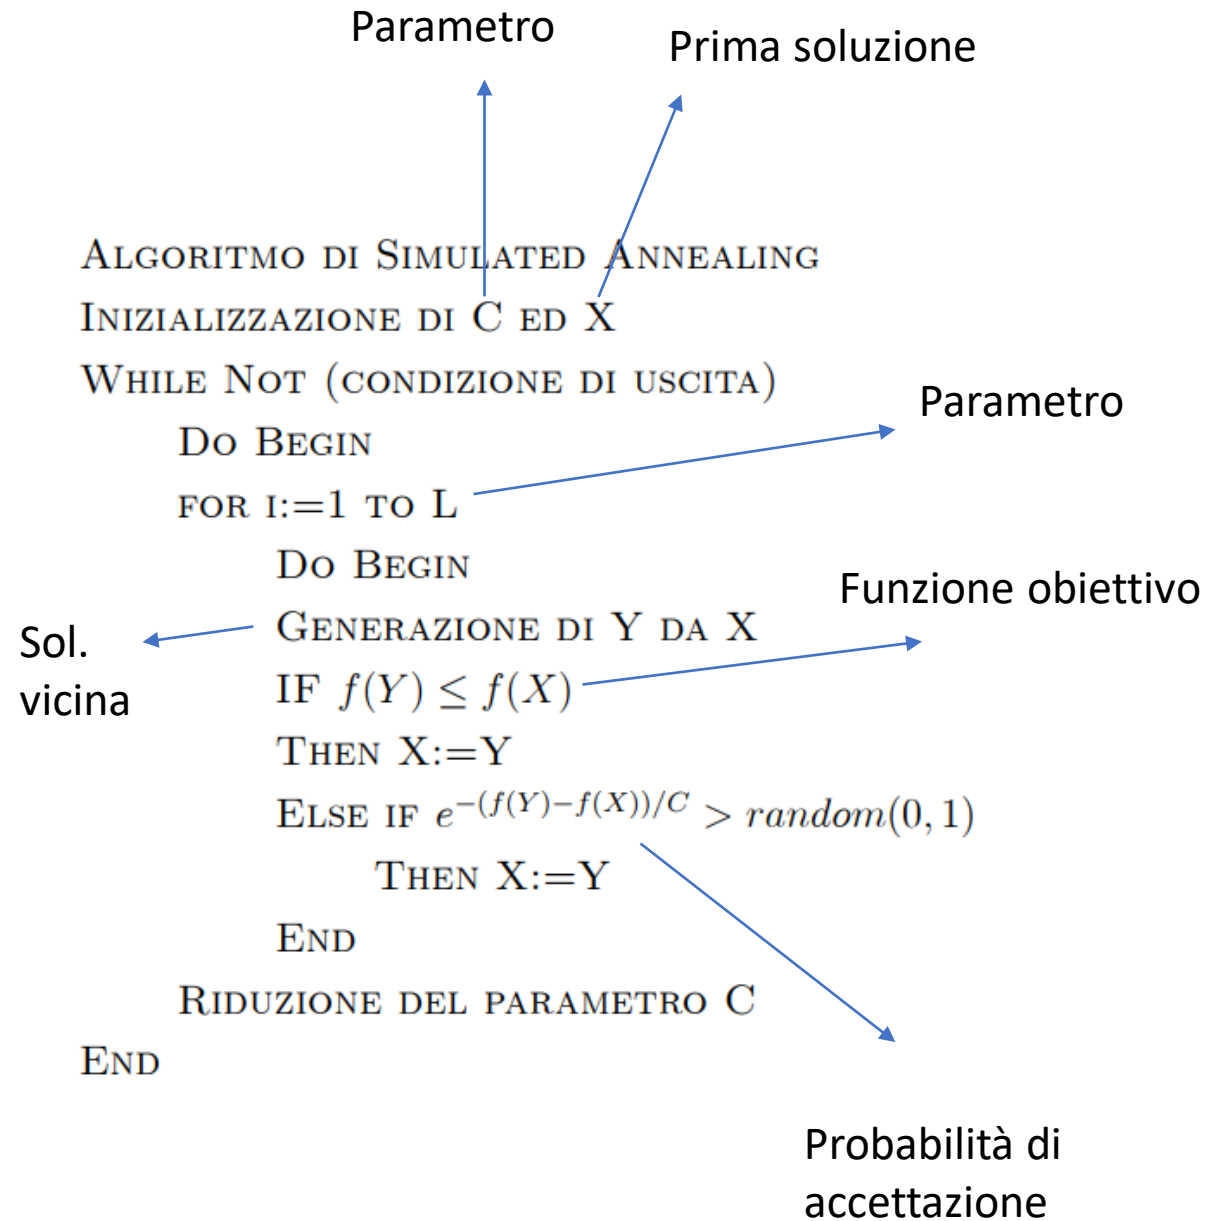 Parametro
Prima soluzione
ALGORITMO DI SIMULATED ANNEALING
INIZIALIZZAZIONE DI C ED X
WHILE NOT (CONDIZIONE DI USCITA)
Parametro
DO BEGIN
FOR I:=1 TO L
DO BEGIN
Funzione obiettivo
GENERAZIONE DI Y DA X
Sol.
vicina
IF f(Y) ≤ f(X)
THEN X:=Y
ELSE IF e^{-(f(Y)-f(X))/C} > random(0, 1)
THEN X:=Y
END
RIDUZIONE DEL PARAMETRO C
END
Probabilità di
accettazione